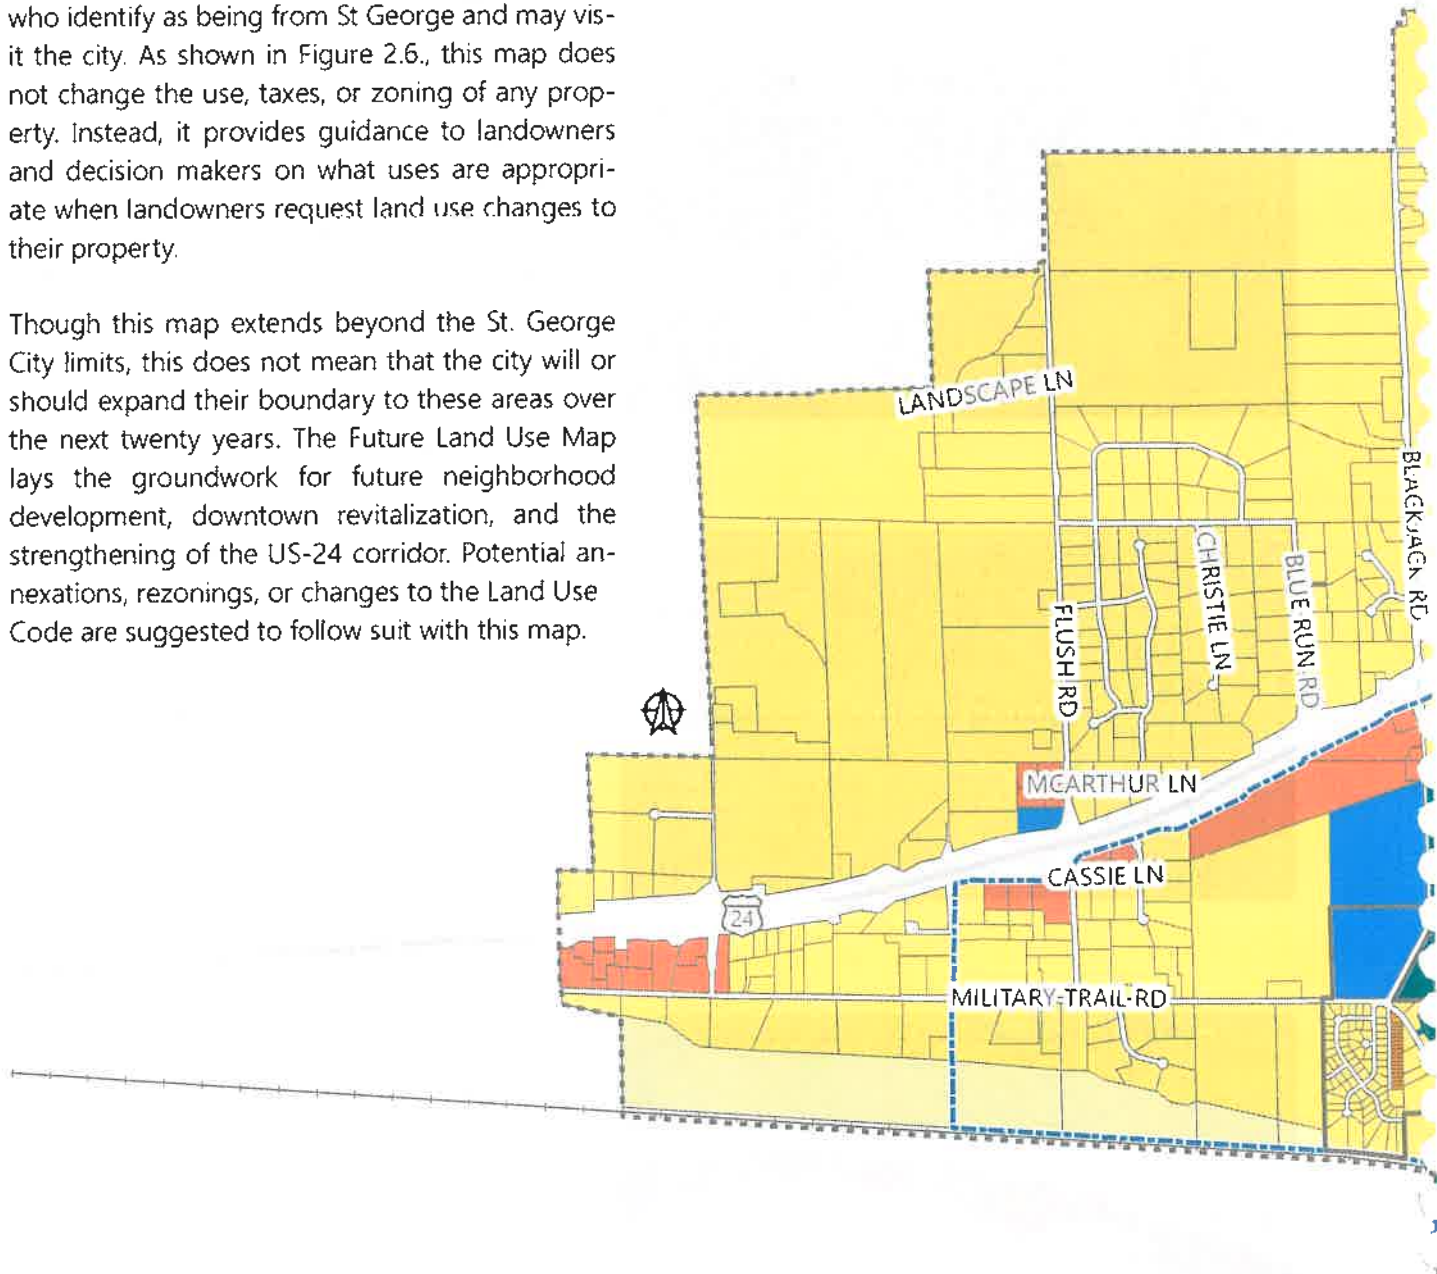 who identify as being from St George and may vis-
it the city. As shown in Figure 2.6., this map does
not change the use, taxes, or zoning of any prop-
erty. Instead, it provides guidance to landowners
and decision makers on what uses are appropri-
ate when landowners request land use changes to
their property.
Though this map extends beyond the St. George
City limits, this does not mean that the city will or
should expand their boundary to these areas over
the next twenty years. The Future Land Use Map
lays the groundwork for future neighborhood
development, downtown revitalization, and the
strengthening of the US-24 corridor. Potential an-
nexations, rezonings, or changes to the Land Use
Code are suggested to follow suit with this map.
LANDSCAPE LN
BLACKJACK RD
CHRISTIE LN
BLUE RUN RD
FLUSH RD
MCARTHUR LN
CASSIE LN
24
MILITARY-TRAIL-RD